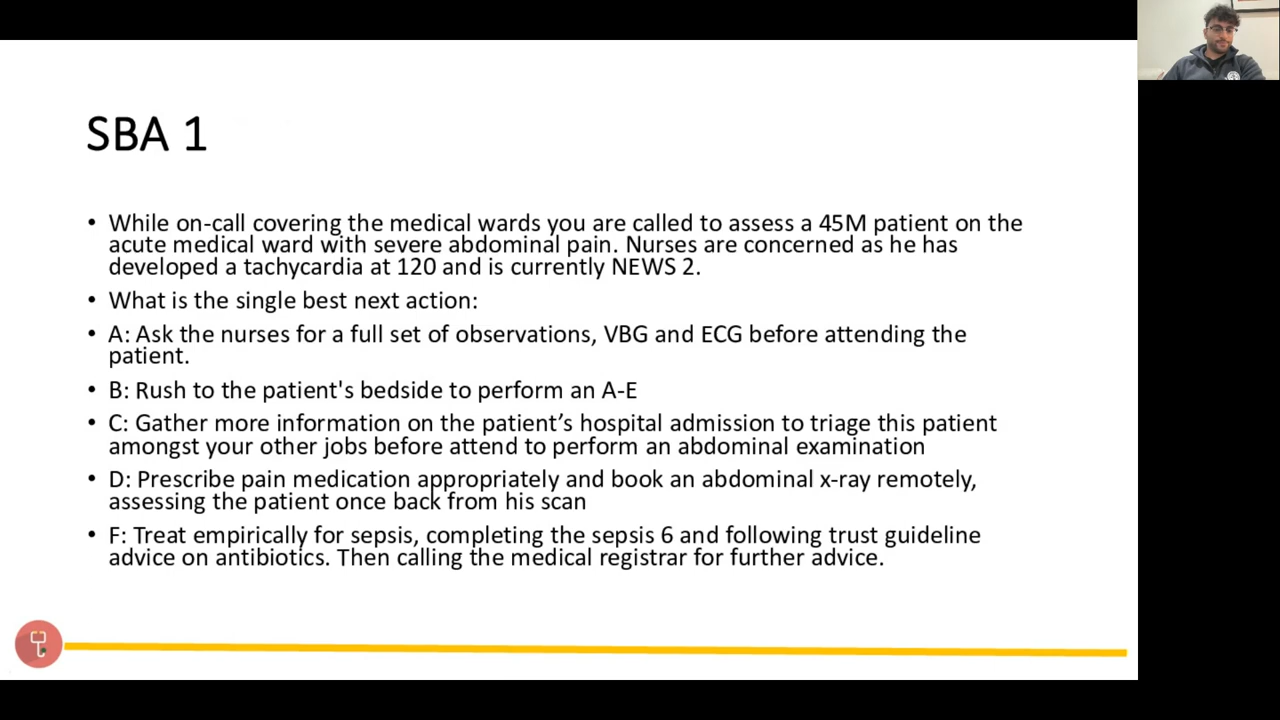 SBA 1
• While on-call covering the medical wards you are called to assess a 45M patient on the
acute medical ward with severe abdominal pain. Nurses are concerned as he has
developed a tachycardia at 120 and is currently NEWS 2.
• What is the single best next action:
• A: Ask the nurses for a full set of observations, VBG and ECG before attending the
patient.
• B: Rush to the patient's bedside to perform an A-E
• C: Gather more information on the patient’s hospital admission to triage this patient
amongst your other jobs before attend to perform an abdominal examination
• D: Prescribe pain medication appropriately and book an abdominal x-ray remotely,
assessing the patient once back from his scan
• F: Treat empirically for sepsis, completing the sepsis 6 and following trust guideline
advice on antibiotics. Then calling the medical registrar for further advice.